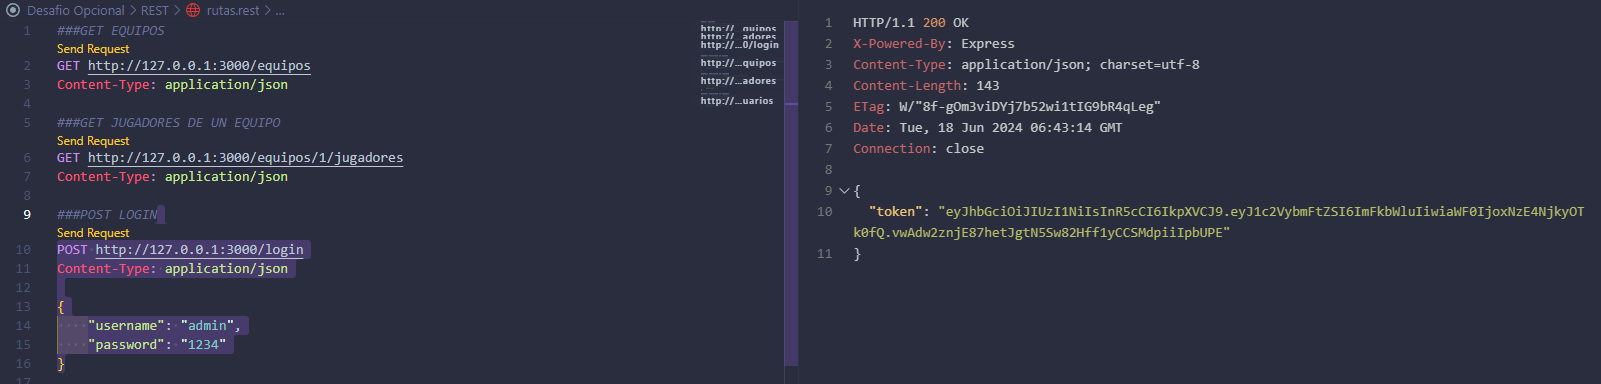 Desafio Opcional > REST > rutas.rest > ...
1 ###GET EQUIPOS
Send Request
2 GET http://127.0.0.1:3000/equipos
3 Content-Type: application/json
4
5 ###GET JUGADORES DE UN EQUIPO
Send Request
6 GET http://127.0.0.1:3000/equipos/1/jugadores
7 Content-Type: application/json
8
9 ###POST LOGIN
Send Request
10 POST http://127.0.0.1:3000/login
11 Content-Type: application/json
12
13 {
14 "username": "admin",
15 "password": "1234"
16 }
17
http://...quipos
http://...adores
http://...0/login
http://...quipos
http://...adores
http://...uarios
1 HTTP/1.1 200 OK
2 X-Powered-By: Express
3 Content-Type: application/json; charset=utf-8
4 Content-Length: 143
5 ETag: W/"8f-gOm3viDYj7b52wi1tIG9bR4qLeg"
6 Date: Tue, 18 Jun 2024 06:43:14 GMT
7 Connection: close
8
9 {
10 "token": "eyJhbGciOiJIUzI1NiIsInR5cCI6IkpXVCJ9.eyJ1c2VybmFtZSI6ImFkbWluIiwiaWF0IjoxNzE4NjkyOT
k0fQ.vwAdw2znjE87hetJgtN5Sw82Hff1yCCSMdpiiIpbUPE"
11 }